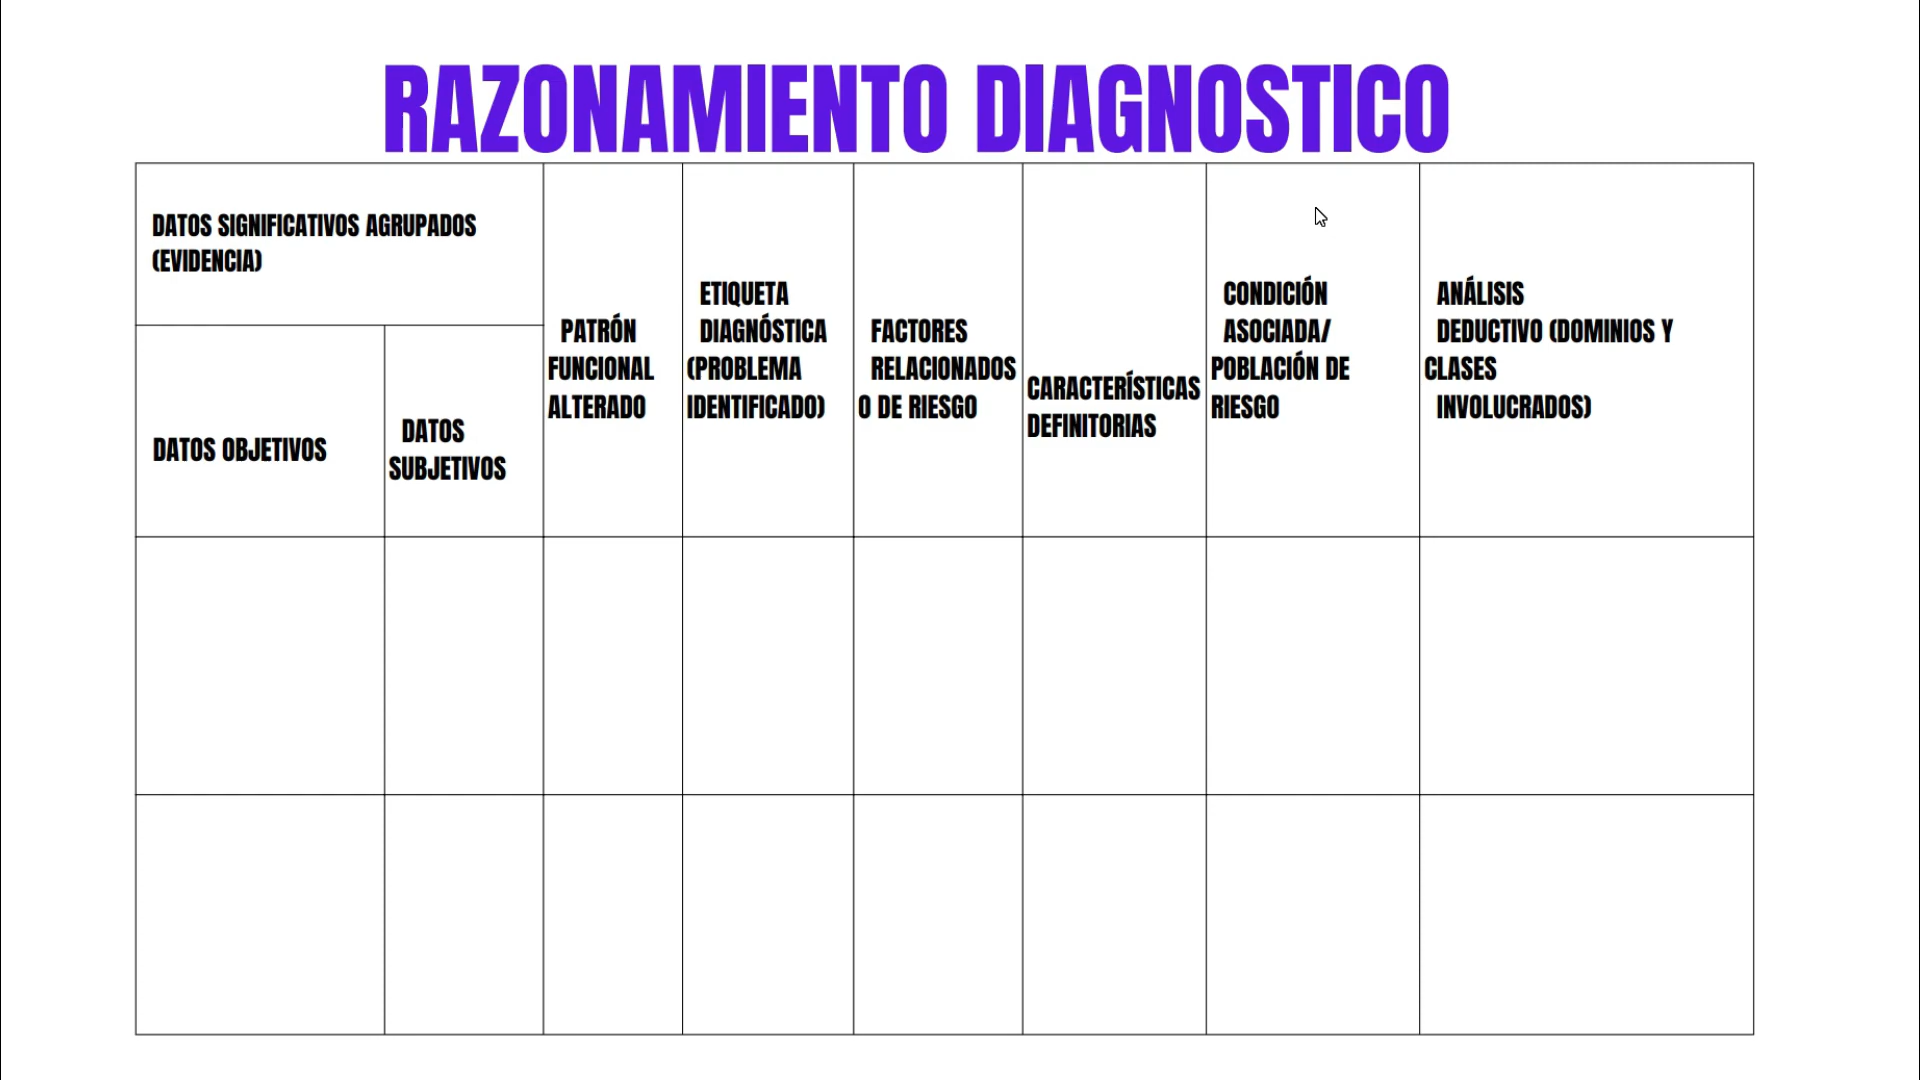 RAZONAMIENTO DIAGNOSTICO
DATOS SIGNIFICATIVOS AGRUPADOS
(EVIDENCIA)
DATOS OBJETIVOS
DATOS
SUBJETIVOS
PATRÓN
FUNCIONAL
ALTERADO
ETIQUETA
DIAGNÓSTICA
(PROBLEMA
IDENTIFICADO)
FACTORES
RELACIONADOS
O DE RIESGO
CARACTERÍSTICAS
DEFINITORIAS
CONDICIÓN
ASOCIADA/
POBLACIÓN DE
RIESGO
ANÁLISIS
DEDUCTIVO (DOMINIOS Y
CLASES
INVOLUCRADOS)